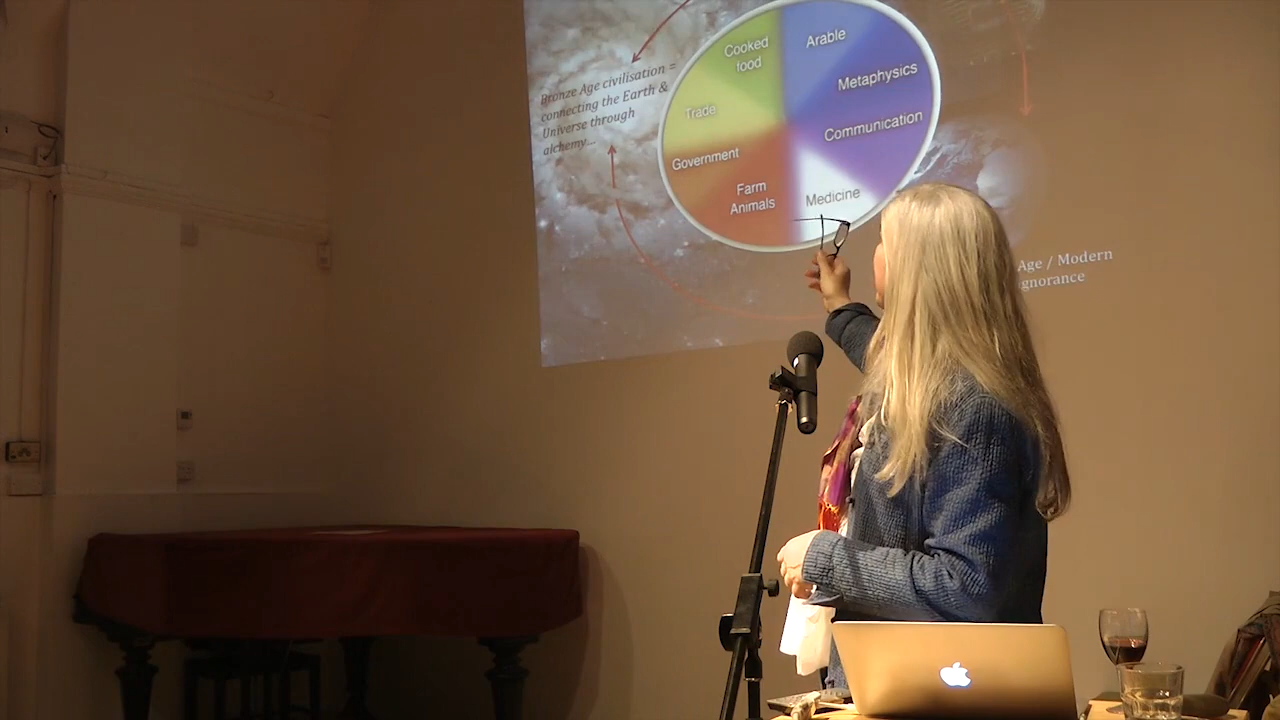 Bronze Age civilisation =
connecting the Earth &
Universe through
alchemy...
Cooked
food
Arable
Metaphysics
Trade
Communication
Government
Farm
Animals
Medicine
Age / Modern
gnorance